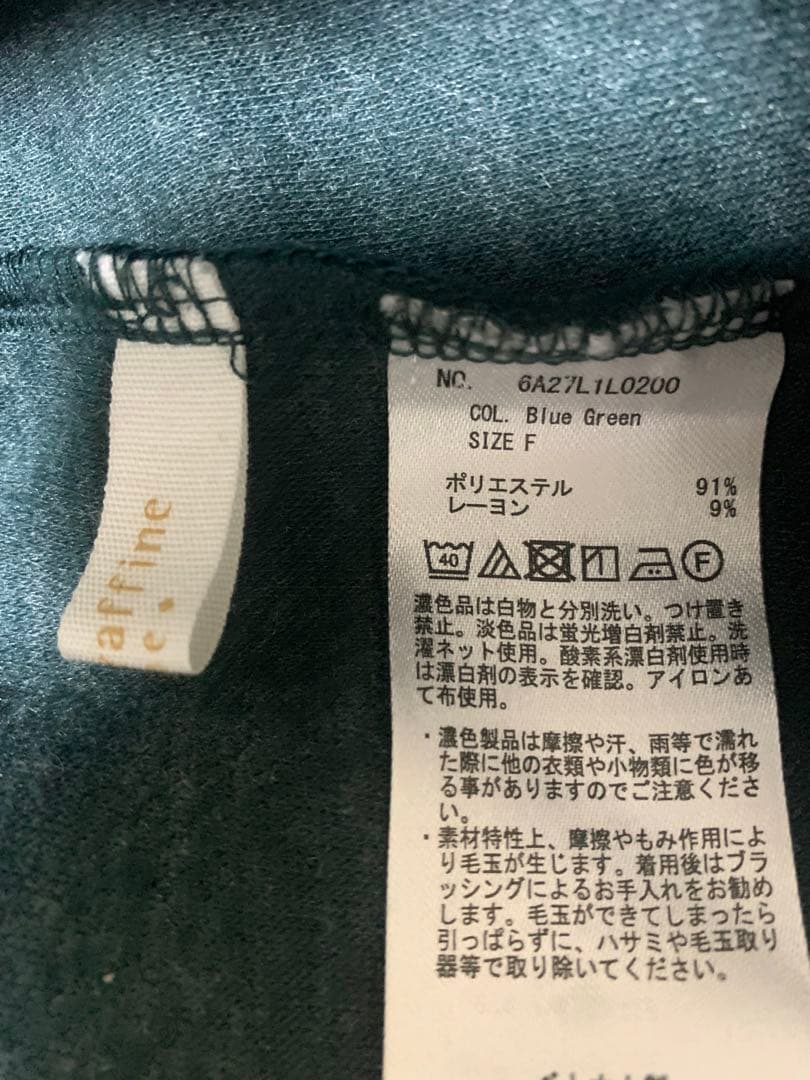 NO. 6A27L1L0200
COL. Blue Green
SIZE F
ポリエステル 91%
レーヨン 9%
40
F
濃色品は白物と分別洗い。つけ置き
禁止。淡色品は蛍光増白剤禁止。洗
濯ネット使用。酸素系漂白剤使用時
は漂白剤の表示を確認。アイロンあ
て布使用。
・濃色製品は摩擦や汗、雨等で濡れ
た際に他の衣類や小物類に色が移
る事がありますのでご注意くださ
い。
・素材特性上、摩擦やもみ作用によ
り毛玉が生じます。着用後はブラ
ッシングによるお手入れをお勧め
します。毛玉ができてしまったら
引っぱらずに、ハサミや毛玉取り
器等で取り除いてください。
raffine